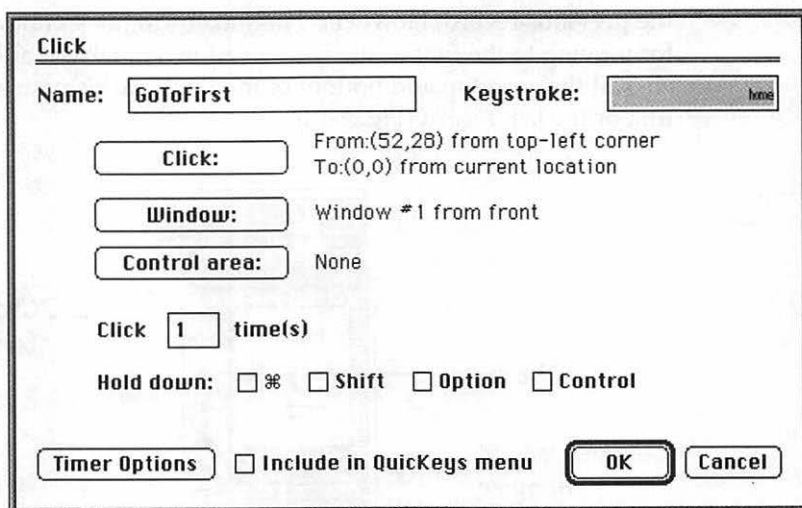 Click
Name: GoToFirst Keystroke: home
Click: From:(52,28) from top-left corner
To:(0,0) from current location
Window: Window #1 from front
Control area: None
Click 1 time(s)
Hold down: ⌘ Shift Option Control
Timer Options Include in QuicKeys menu OK Cancel